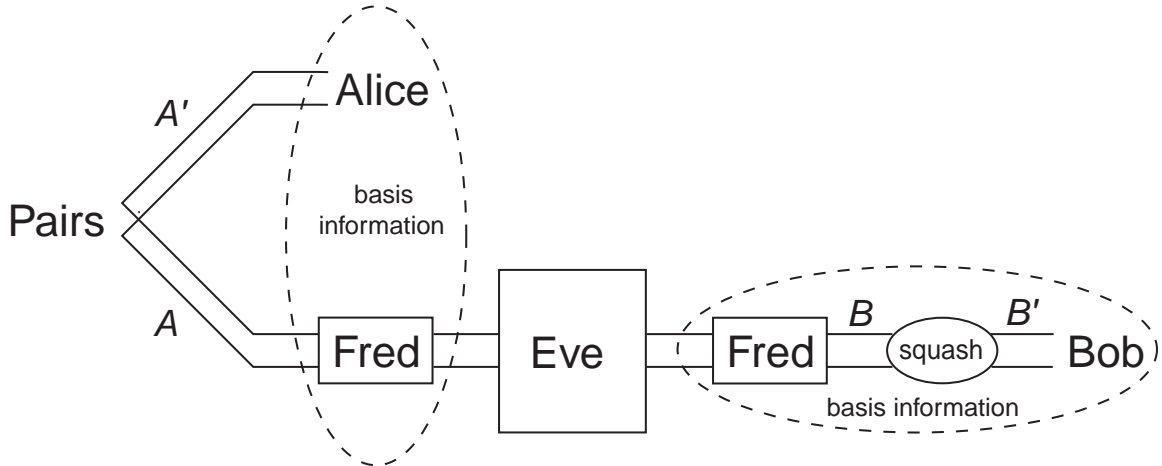 Alice
A'
basis
information
Pairs
A
Fred
Eve
Fred
B
squash
B'
Bob
basis information